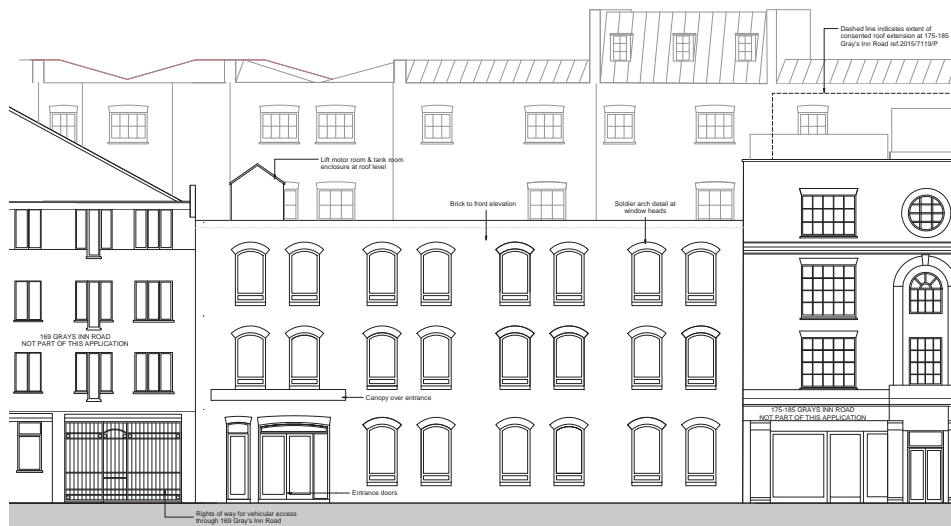 Dashed line indicates extent of
consented roof extension at 175-185
Gray's Inn Road ref.2015/7119/P
Lift motor room & tank room
enclosure at roof level
Brick to front elevation
Soldier arch detail at
window heads
169 GRAYS INN ROAD
NOT PART OF THIS APPLICATION
Canopy over entrance
175-185 GRAYS INN ROAD
NOT PART OF THIS APPLICATION
Entrance doors
Rights of way for vehicular access
through 169 Gray's Inn Road